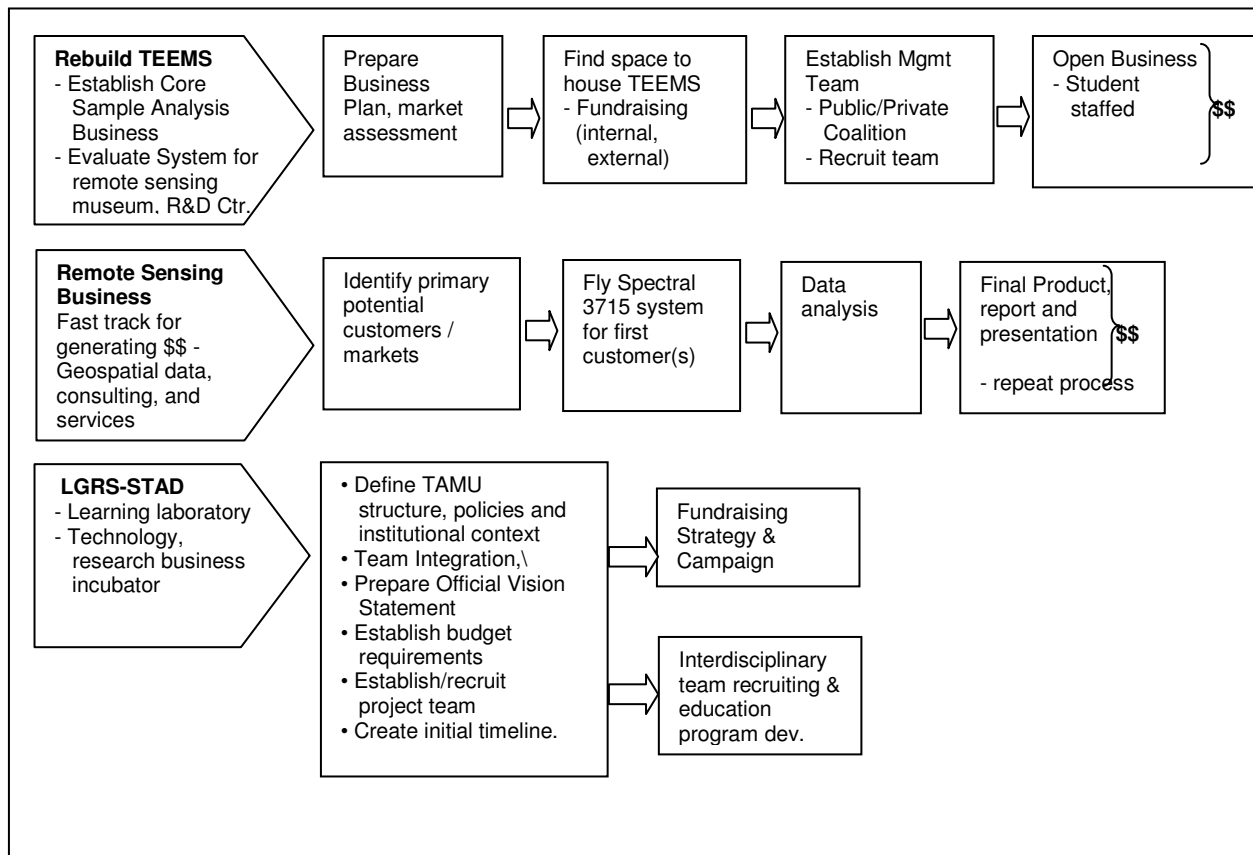 Rebuild TEEMS
- Establish Core
Sample Analysis
Business
- Evaluate System for
remote sensing
museum, R&D Ctr.
Prepare
Business
Plan, market
assessment
Find space to
house TEEMS
- Fundraising
(internal,
external)
Establish Mgmt
Team
- Public/Private
Coalition
- Recruit team
Open Business
- Student
staffed
$$
Remote Sensing
Business
Fast track for
generating $$ -
Geospatial data,
consulting, and
services
Identify primary
potential
customers /
markets
Fly Spectral
3715 system
for first
customer(s)
Data
analysis
Final Product,
report and
presentation
- repeat process
$$
LGRS-STAD
- Learning laboratory
- Technology,
research business
incubator
• Define TAMU
structure, policies and
institutional context
• Team Integration,\
• Prepare Official Vision
Statement
• Establish budget
requirements
• Establish/recruit
project team
• Create initial timeline.
Fundraising
Strategy &
Campaign
Interdisciplinary
team recruiting &
education
program dev.